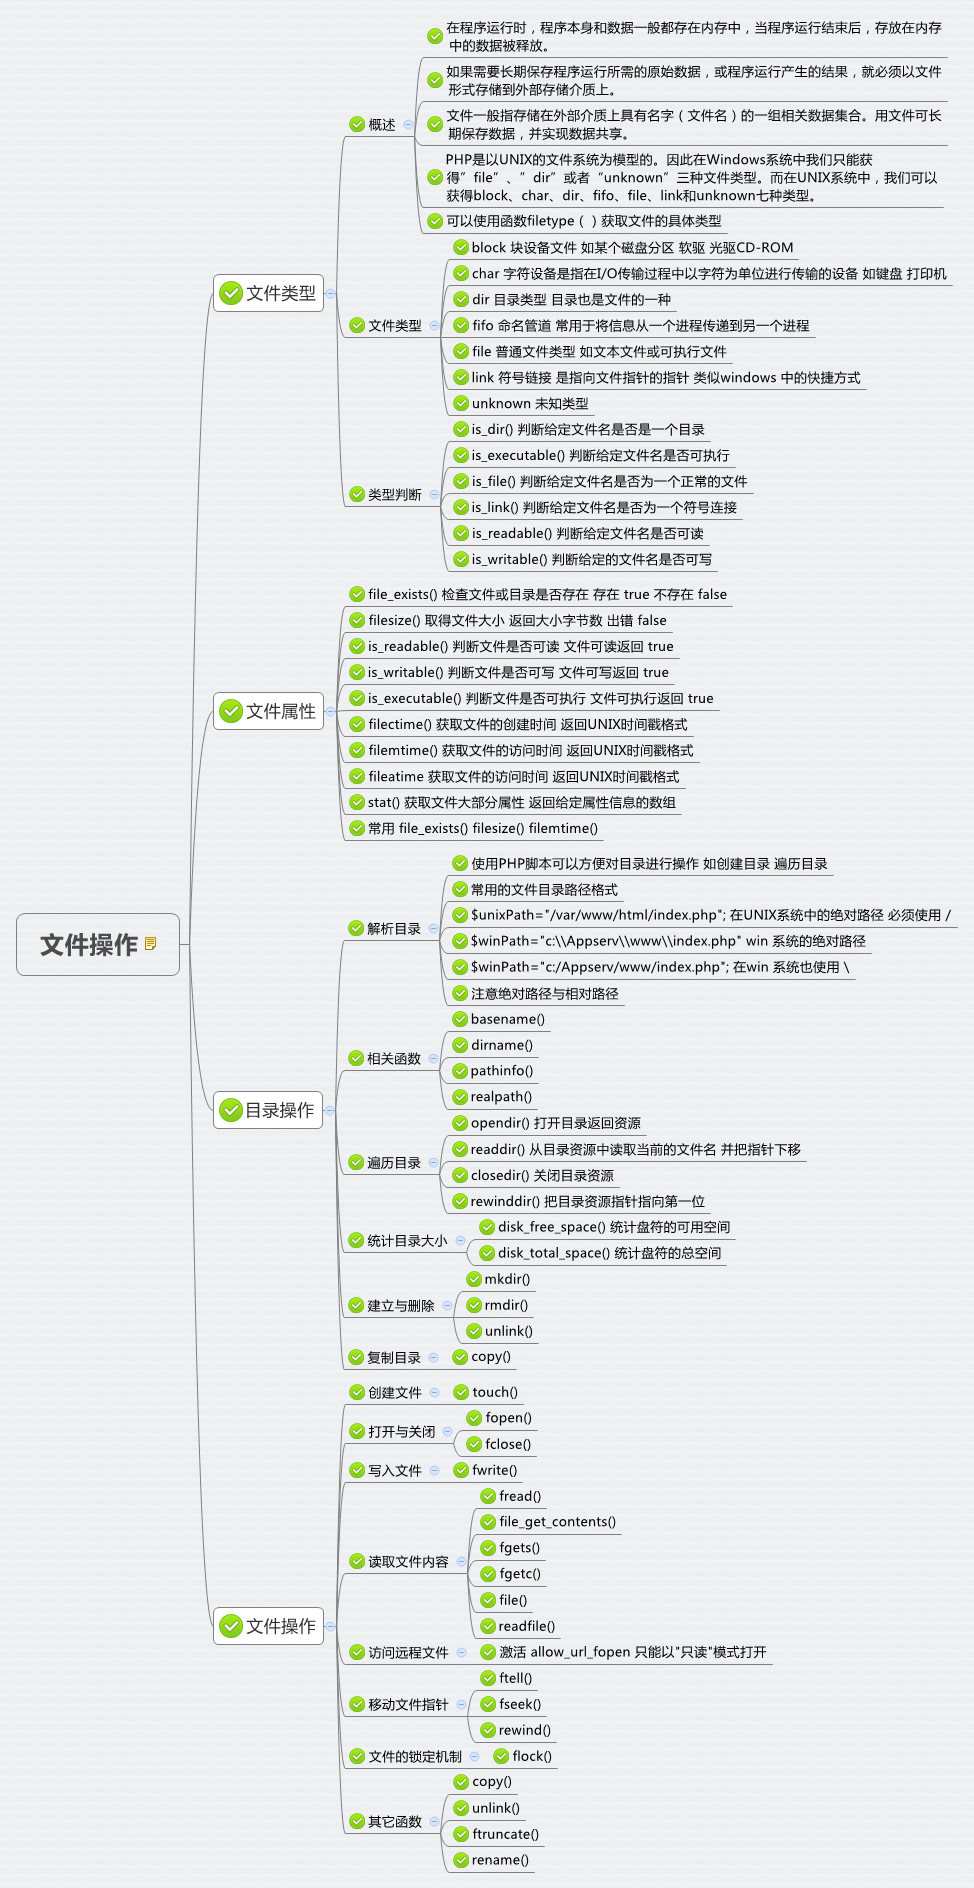 文件操作
文件类型
概述
在程序运行时，程序本身和数据一般都存在内存中，当程序运行结束后，存放在内存
中的数据被释放。
如果需要长期保存程序运行所需的原始数据，或程序运行产生的结果，就必须以文件
形式存储到外部存储介质上。
文件一般指存储在外部介质上具有名字（文件名）的一组相关数据集合。用文件可长
期保存数据，并实现数据共享。
PHP是以UNIX的文件系统为模型的。因此在Windows系统中我们只能获
得”file”、”dir”或者“unknown”三种文件类型。而在UNIX系统中，我们可以
获得block、char、dir、fifo、file、link和unknown七种类型。
可以使用函数filetype（）获取文件的具体类型
文件类型
block 块设备文件 如某个磁盘分区 软驱 光驱CD-ROM
char 字符设备是指在I/O传输过程中以字符为单位进行传输的设备 如键盘 打印机
dir 目录类型 目录也是文件的一种
fifo 命名管道 常用于将信息从一个进程传递到另一个进程
file 普通文件类型 如文本文件或可执行文件
link 符号链接 是指向文件指针的指针 类似windows 中的快捷方式
unknown 未知类型
类型判断
is_dir() 判断给定文件名是否是一个目录
is_executable() 判断给定文件名是否可执行
is_file() 判断给定文件名是否为一个正常的文件
is_link() 判断给定文件名是否为一个符号连接
is_readable() 判断给定文件名是否可读
is_writable() 判断给定的文件名是否可写
文件属性
file_exists() 检查文件或目录是否存在 存在 true 不存在 false
filesize() 取得文件大小 返回大小字节数 出错 false
is_readable() 判断文件是否可读 文件可读返回 true
is_writable() 判断文件是否可写 文件可写返回 true
is_executable() 判断文件是否可执行 文件可执行返回 true
filectime() 获取文件的创建时间 返回UNIX时间戳格式
filemtime() 获取文件的访问时间 返回UNIX时间戳格式
fileatime 获取文件的访问时间 返回UNIX时间戳格式
stat() 获取文件大部分属性 返回给定属性信息的数组
常用 file_exists() filesize() filemtime()
目录操作
解析目录
使用PHP脚本可以方便对目录进行操作 如创建目录 遍历目录
常用的文件目录路径格式
$unixPath="/var/www/html/index.php"; 在UNIX系统中的绝对路径 必须使用 /
$winPath="c:\\Appserv\\www\\index.php" win 系统的绝对路径
$winPath="c:/Appserv/www/index.php"; 在win 系统也使用 \
注意绝对路径与相对路径
相关函数
basename()
dirname()
pathinfo()
realpath()
遍历目录
opendir() 打开目录返回资源
readdir() 从目录资源中读取当前的文件名 并把指针下移
closedir() 关闭目录资源
rewinddir() 把目录资源指针指向第一位
统计目录大小
disk_free_space() 统计盘符的可用空间
disk_total_space() 统计盘符的总空间
建立与删除
mkdir()
rmdir()
unlink()
复制目录
copy()
文件操作
创建文件
touch()
打开与关闭
fopen()
fclose()
写入文件
fwrite()
读取文件内容
fread()
file_get_contents()
fgets()
fgetc()
file()
readfile()
访问远程文件
激活 allow_url_fopen 只能以"只读"模式打开
移动文件指针
ftell()
fseek()
rewind()
文件的锁定机制
flock()
其它函数
copy()
unlink()
ftruncate()
rename()